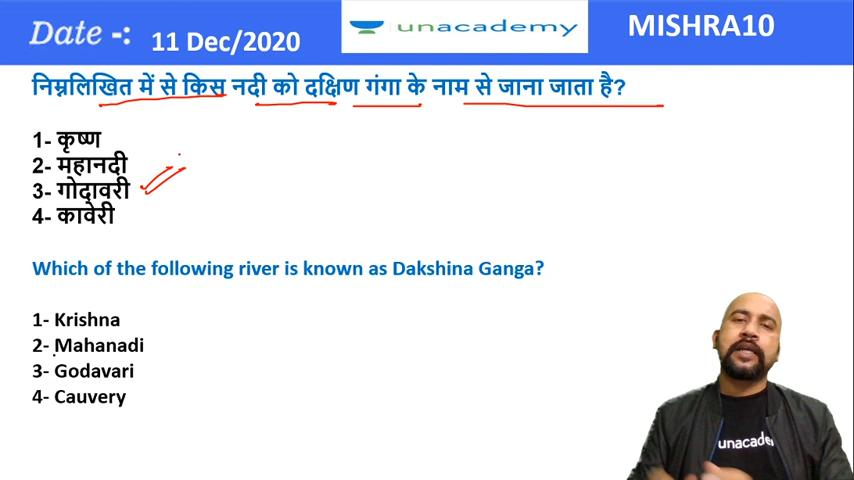 Date -: 11 Dec/2020 unacademy MISHRA10
निम्नलिखित में से किस नदी को दक्षिण गंगा के नाम से जाना जाता है?
1- कृष्ण
2- महानदी
3- गोदावरी
4- कावेरी
Which of the following river is known as Dakshina Ganga?
1- Krishna
2- Mahanadi
3- Godavari
4- Cauvery
unacade